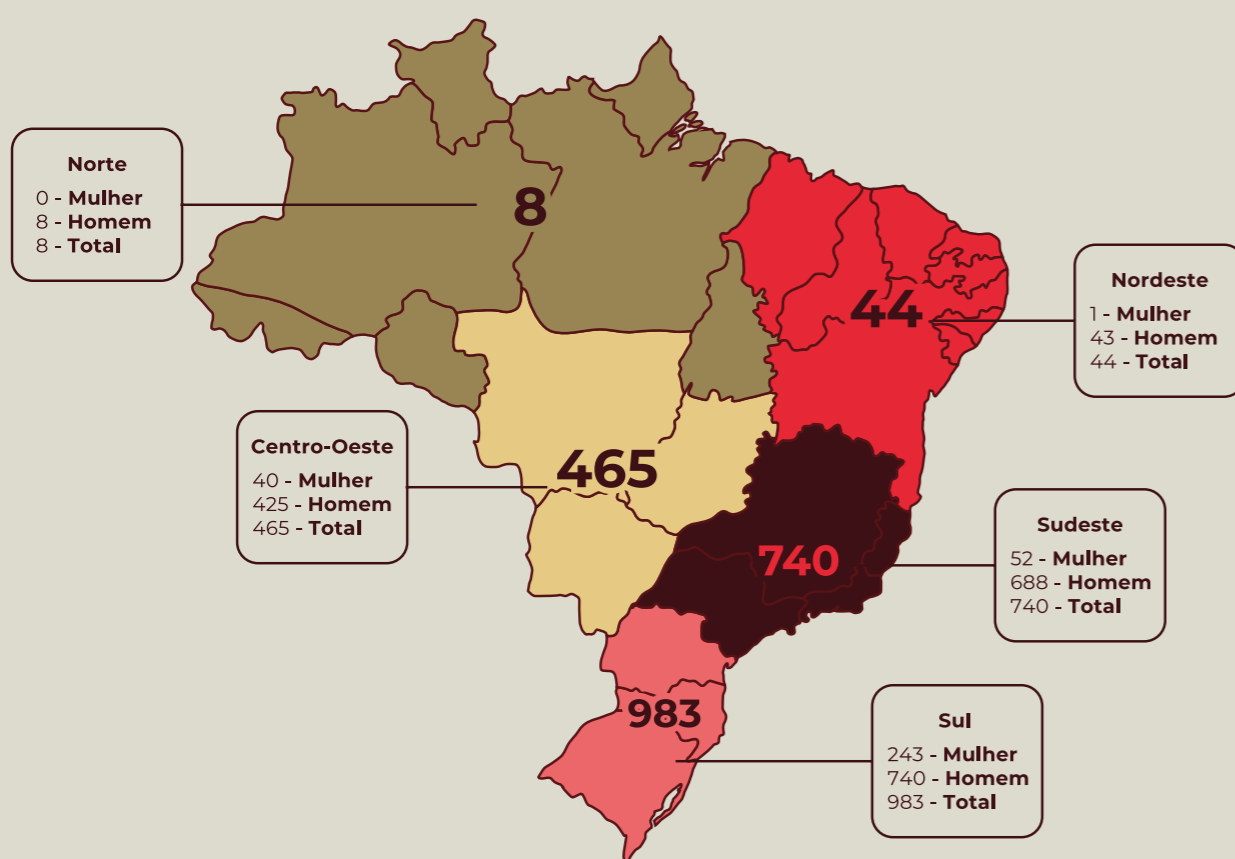 Norte
0 - Mulher
8 - Homem
8 - Total
8
Nordeste
1 - Mulher
43 - Homem
44 - Total
44
Centro-Oeste
40 - Mulher
425 - Homem
465 - Total
465
Sudeste
52 - Mulher
688 - Homem
740 - Total
740
Sul
243 - Mulher
740 - Homem
983 - Total
983